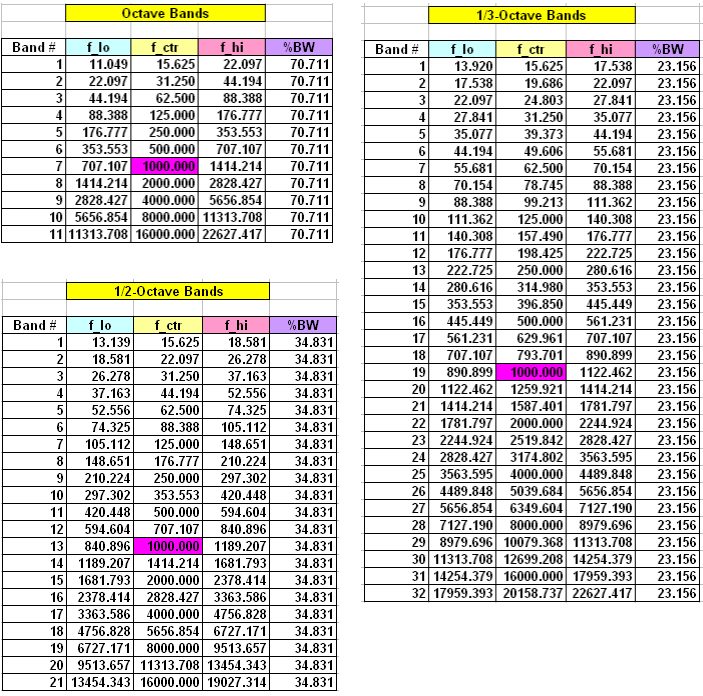 Octave Bands
Band # f_lo f_ctr f_hi %BW
1 11.049 15.625 22.097 70.711
2 22.097 31.250 44.194 70.711
3 44.194 62.500 88.388 70.711
4 88.388 125.000 176.777 70.711
5 176.777 250.000 353.553 70.711
6 353.553 500.000 707.107 70.711
7 707.107 1000.000 1414.214 70.711
8 1414.214 2000.000 2828.427 70.711
9 2828.427 4000.000 5656.854 70.711
10 5656.854 8000.000 11313.708 70.711
11 11313.708 16000.000 22627.417 70.711
1/2-Octave Bands
Band # f_lo f_ctr f_hi %BW
1 13.139 15.625 18.581 34.831
2 18.581 22.097 26.278 34.831
3 26.278 31.250 37.163 34.831
4 37.163 44.194 52.556 34.831
5 52.556 62.500 74.325 34.831
6 74.325 88.388 105.112 34.831
7 105.112 125.000 148.651 34.831
8 148.651 176.777 210.224 34.831
9 210.224 250.000 297.302 34.831
10 297.302 353.553 420.448 34.831
11 420.448 500.000 594.604 34.831
12 594.604 707.107 840.896 34.831
13 840.896 1000.000 1189.207 34.831
14 1189.207 1414.214 1681.793 34.831
15 1681.793 2000.000 2378.414 34.831
16 2378.414 2828.427 3363.586 34.831
17 3363.586 4000.000 4756.828 34.831
18 4756.828 5656.854 6727.171 34.831
19 6727.171 8000.000 9513.657 34.831
20 9513.657 11313.708 13454.343 34.831
21 13454.343 16000.000 19027.314 34.831
1/3-Octave Bands
Band # f_lo f_ctr f_hi %BW
1 13.920 15.625 17.538 23.156
2 17.538 19.686 22.097 23.156
3 22.097 24.803 27.841 23.156
4 27.841 31.250 35.077 23.156
5 35.077 39.373 44.194 23.156
6 44.194 49.606 55.681 23.156
7 55.681 62.500 70.154 23.156
8 70.154 78.745 88.388 23.156
9 88.388 99.213 111.362 23.156
10 111.362 125.000 140.308 23.156
11 140.308 157.490 176.777 23.156
12 176.777 198.425 222.725 23.156
13 222.725 250.000 280.616 23.156
14 280.616 314.980 353.553 23.156
15 353.553 396.850 445.449 23.156
16 445.449 500.000 561.231 23.156
17 561.231 629.961 707.107 23.156
18 707.107 793.701 890.899 23.156
19 890.899 1000.000 1122.462 23.156
20 1122.462 1259.921 1414.214 23.156
21 1414.214 1587.401 1781.797 23.156
22 1781.797 2000.000 2244.924 23.156
23 2244.924 2519.842 2828.427 23.156
24 2828.427 3174.802 3563.595 23.156
25 3563.595 4000.000 4489.848 23.156
26 4489.848 5039.684 5656.854 23.156
27 5656.854 6349.604 7127.190 23.156
28 7127.190 8000.000 8979.696 23.156
29 8979.696 10079.368 11313.708 23.156
30 11313.708 12699.208 14254.379 23.156
31 14254.379 16000.000 17959.393 23.156
32 17959.393 20158.737 22627.417 23.156